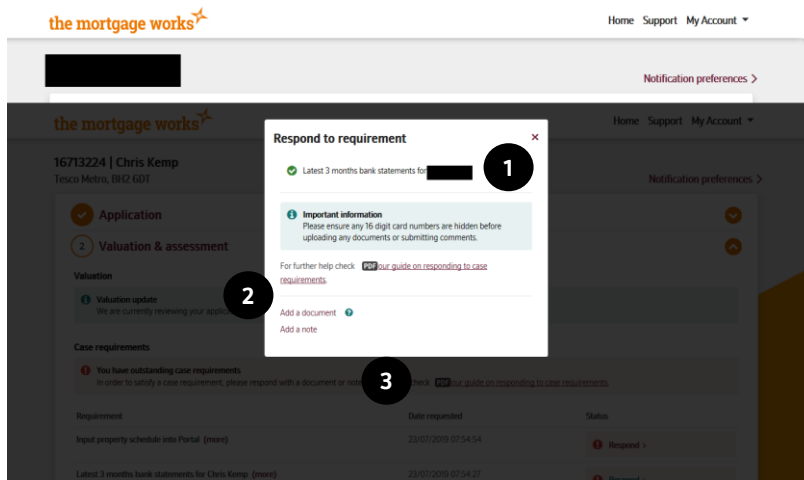 the mortgage works
Home Support My Account
Notification preferences >
the mortgage works
Home Support My Account
16713224 | Chris Kemp
Tesco Metro, BH2 6DT
Notification preferences >
Application
2 Valuation & assessment
Valuation
Valuation update
We are currently reviewing your applic
Case requirements
You have outstanding case requirements
In order to satisfy a case requirement, please respond with a document or note check PDF our guide on responding to case requirements.
Requirement Date requested Status
Input property schedule into Portal (more) 23/07/2019 07:54:54 Respond >
Latest 3 months bank statements for Chris Kemp (more) 23/07/2019 07:54:27 Respond >
Respond to requirement
×
Latest 3 months bank statements for
1
Important information
Please ensure any 16 digit card numbers are hidden before
uploading any documents or submitting comments.
For further help check PDF our guide on responding to case
requirements.
2
Add a document ?
Add a note
3